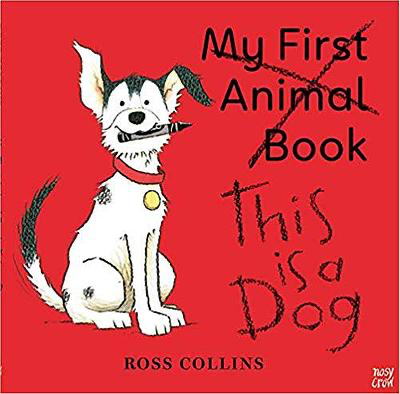 My First
Animal
Book
This
is a
Dog
ROSS COLLINS
nosy
crow